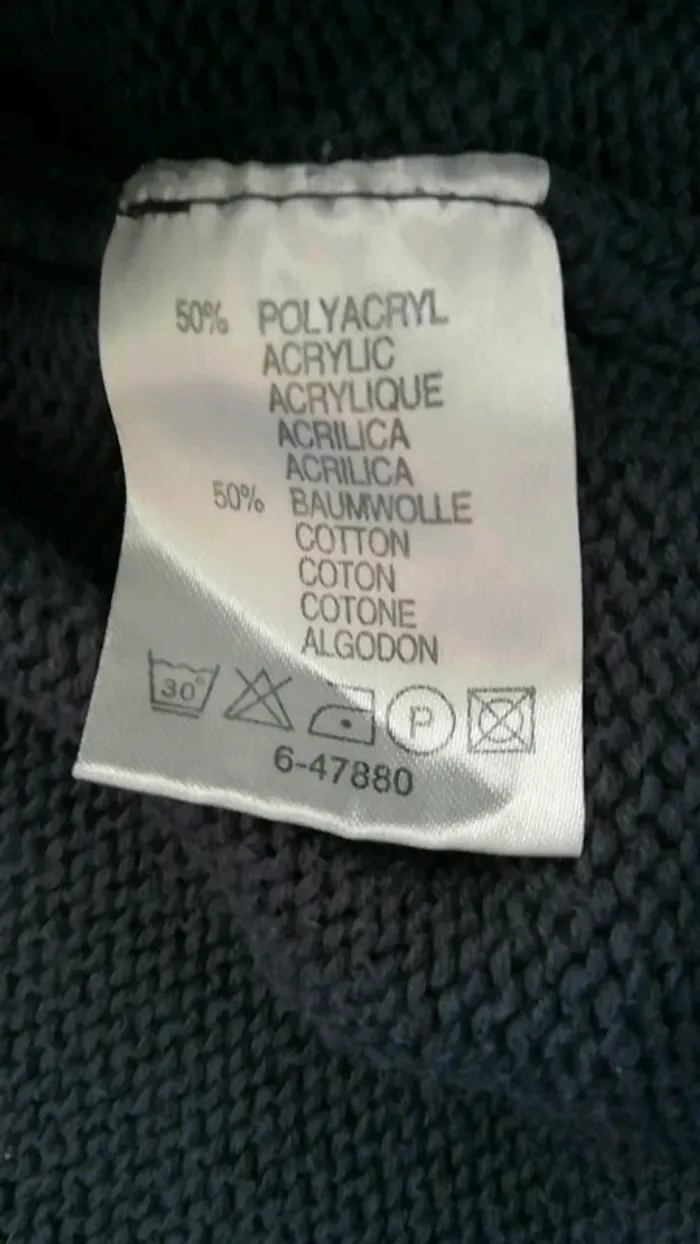 50% POLYACRYL
ACRYLIC
ACRYLIQUE
ACRILICA
ACRILICA
50% BAUMWOLLE
COTTON
COTON
COTONE
ALGODON
30° P
6-47880